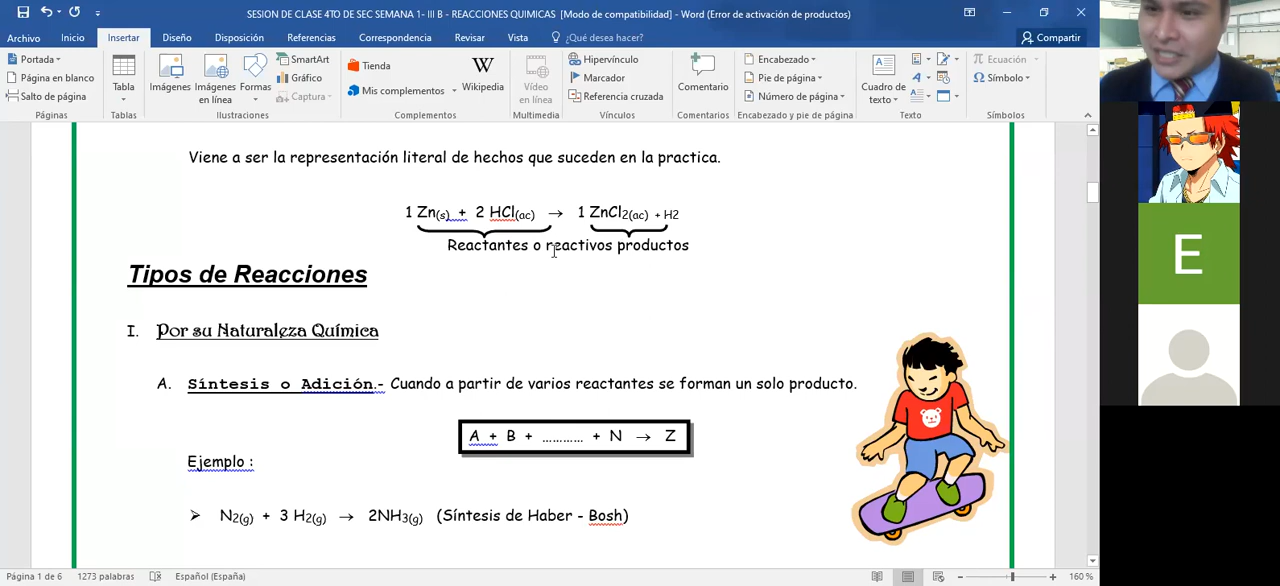 SESION DE CLASE 4TO DE SEC SEMANA 1- III B - REACCIONES QUIMICAS [Modo de compatibilidad] - Word (Error de activación de productos)
Archivo Inicio Insertar Diseño Disposición Referencias Correspondencia Revisar Vista ¿Qué desea hacer? Compartir
Portada
Página en blanco
Salto de página
Páginas
Tabla
Tablas
Imágenes
Imágenes en línea
Formas
SmartArt
Gráfico
Captura
Ilustraciones
Tienda
Mis complementos
Wikipedia
Complementos
Vídeo en línea
Multimedia
Hipervínculo
Marcador
Referencia cruzada
Vínculos
Comentario
Comentarios
Encabezado
Pie de página
Número de página
Encabezado y pie de página
Cuadro de texto
Texto
Ecuación
Símbolo
Símbolos
Viene a ser la representación literal de hechos que suceden en la practica.
1 Zn(s) + 2 HCl(ac) → 1 ZnCl2(ac) + H2
Reactantes o reactivos productos
Tipos de Reacciones
I. Por su Naturaleza Química
A. Síntesis o Adición.- Cuando a partir de varios reactantes se forman un solo producto.
A + B + ………… + N → Z
Ejemplo :
➢ N2(g) + 3 H2(g) → 2NH3(g) (Síntesis de Haber - Bosh)
E
Página 1 de 6 1273 palabras Español (España) 160 %